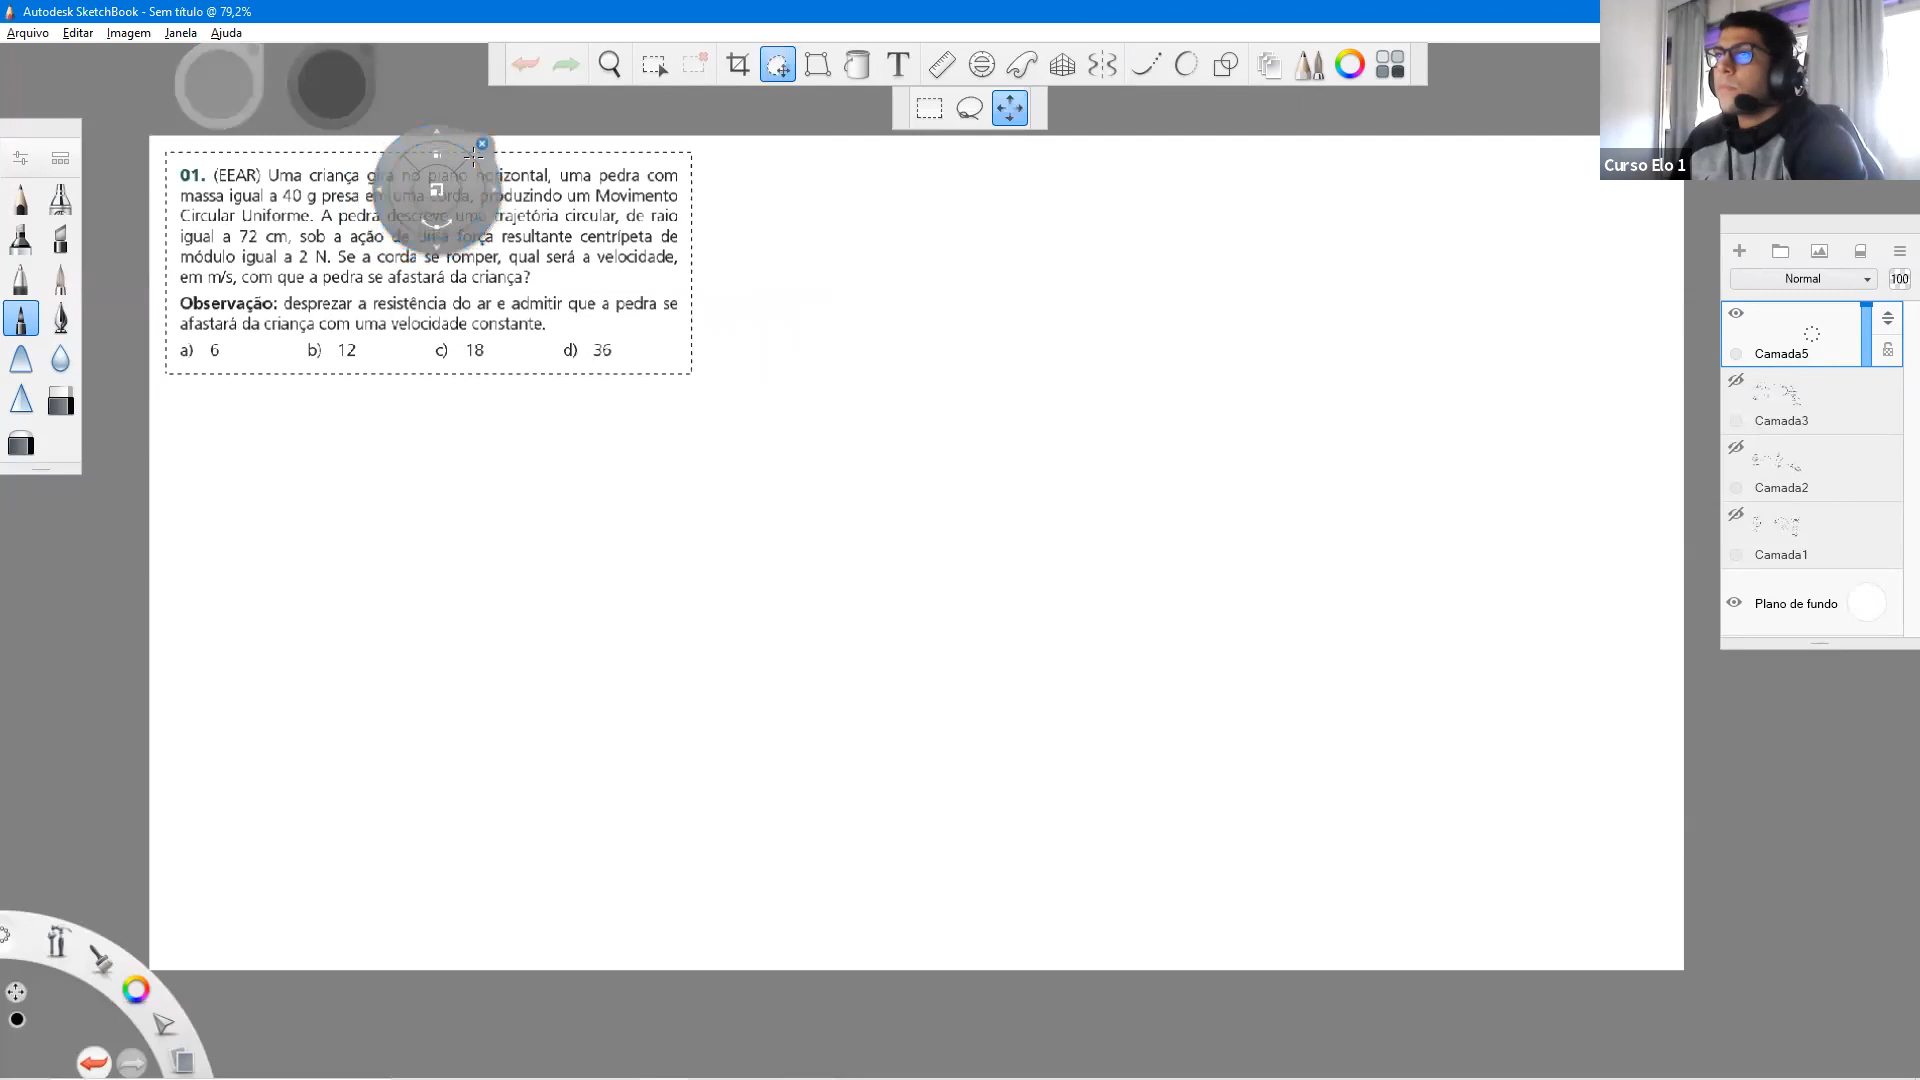 Autodesk SketchBook - Sem título @ 79,2%
Arquivo Editar Imagem Janela Ajuda
Curso Elo 1
01. (EEAR) Uma criança gira no plano horizontal, uma pedra com
massa igual a 40 g presa em uma corda, produzindo um Movimento
Circular Uniforme. A pedra descreve uma trajetória circular, de raio
igual a 72 cm, sob a ação de uma força resultante centrípeta de
módulo igual a 2 N. Se a corda se romper, qual será a velocidade,
em m/s, com que a pedra se afastará da criança?
Observação: desprezar a resistência do ar e admitir que a pedra se
afastará da criança com uma velocidade constante.
a) 6 b) 12 c) 18 d) 36
Normal 100
Camada5
Camada3
Camada2
Camada1
Plano de fundo